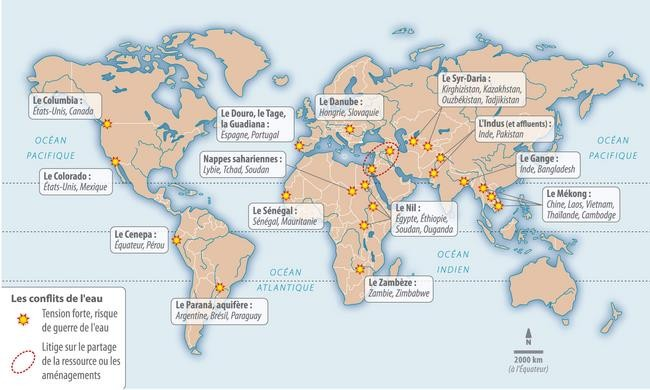 Le Columbia :
États-Unis, Canada
Le Douro, le Tage,
la Guadiana :
Espagne, Portugal
Le Danube :
Hongrie, Slovaquie
Le Syr-Daria :
Kirghizistan, Kazakhstan,
Ouzbékistan, Tadjikistan
L'Indus (et affluents) :
Inde, Pakistan
OCÉAN
PACIFIQUE
OCÉAN
PACIFIQUE
Le Colorado :
États-Unis, Mexique
Nappes sahariennes :
Lybie, Tchad, Soudan
Le Gange :
Inde, Bangladesh
Le Mékong :
Chine, Laos, Vietnam,
Thaïlande, Cambodge
Le Sénégal :
Sénégal, Mauritanie
Le Nil :
Égypte, Éthiopie,
Soudan, Ouganda
Le Cenepa :
Équateur, Pérou
OCÉAN
INDIEN
OCÉAN
ATLANTIQUE
Le Zambèze :
Zambie, Zimbabwe
Le Paraná, aquifère :
Argentine, Brésil, Paraguay
Les conflits de l'eau
Tension forte, risque
de guerre de l'eau
Litige sur le partage
de la ressource ou les
aménagements
N
2000 km
(à l'Équateur)